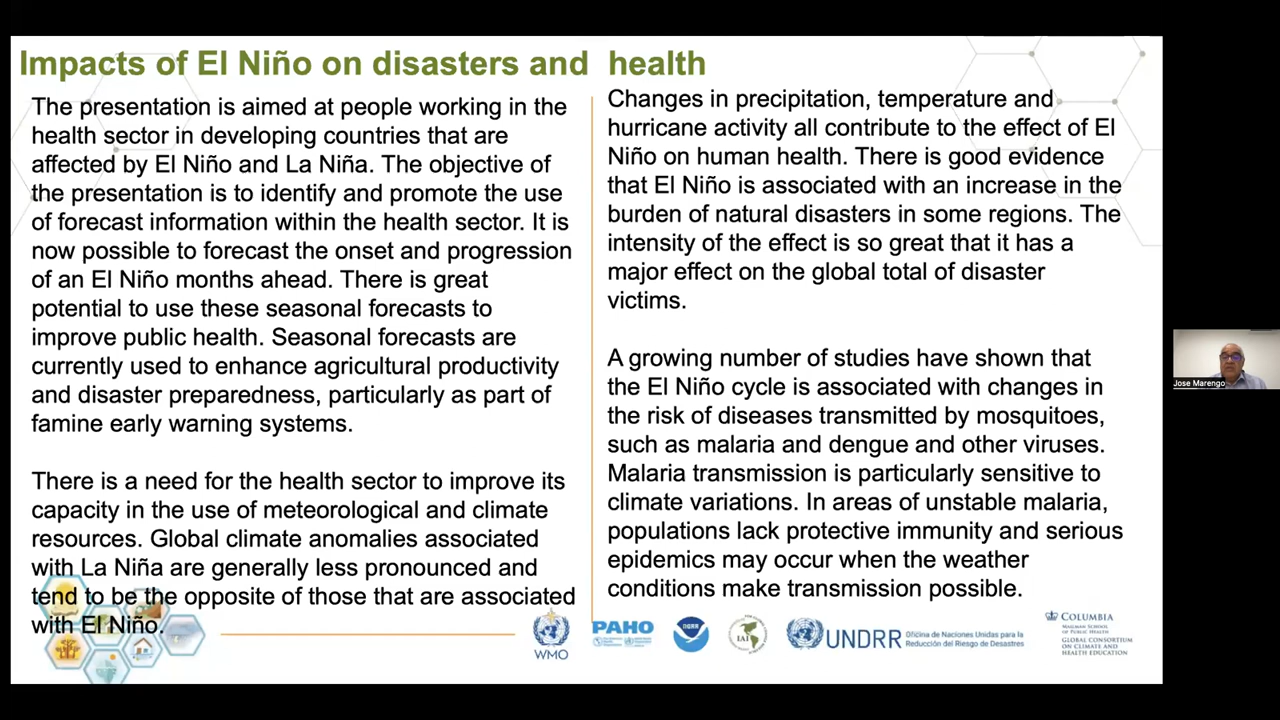 Impacts of El Niño on disasters and health
The presentation is aimed at people working in the
health sector in developing countries that are
affected by El Niño and La Niña. The objective of
the presentation is to identify and promote the use
of forecast information within the health sector. It is
now possible to forecast the onset and progression
of an El Niño months ahead. There is great
potential to use these seasonal forecasts to
improve public health. Seasonal forecasts are
currently used to enhance agricultural productivity
and disaster preparedness, particularly as part of
famine early warning systems.
There is a need for the health sector to improve its
capacity in the use of meteorological and climate
resources. Global climate anomalies associated
with La Niña are generally less pronounced and
tend to be the opposite of those that are associated
with El Niño.
Changes in precipitation, temperature and
hurricane activity all contribute to the effect of El
Niño on human health. There is good evidence
that El Niño is associated with an increase in the
burden of natural disasters in some regions. The
intensity of the effect is so great that it has a
major effect on the global total of disaster
victims.
A growing number of studies have shown that
the El Niño cycle is associated with changes in
the risk of diseases transmitted by mosquitoes,
such as malaria and dengue and other viruses.
Malaria transmission is particularly sensitive to
climate variations. In areas of unstable malaria,
populations lack protective immunity and serious
epidemics may occur when the weather
conditions make transmission possible.
WMO
PAHO
NOAA
IAI
UNDRR
Oficina de Naciones Unidas para la
Reducción del Riesgo de Desastres
COLUMBIA
MAILMAN SCHOOL
OF PUBLIC HEALTH
GLOBAL CONSORTIUM
ON CLIMATE AND
HEALTH EDUCATION
Jose Marengo